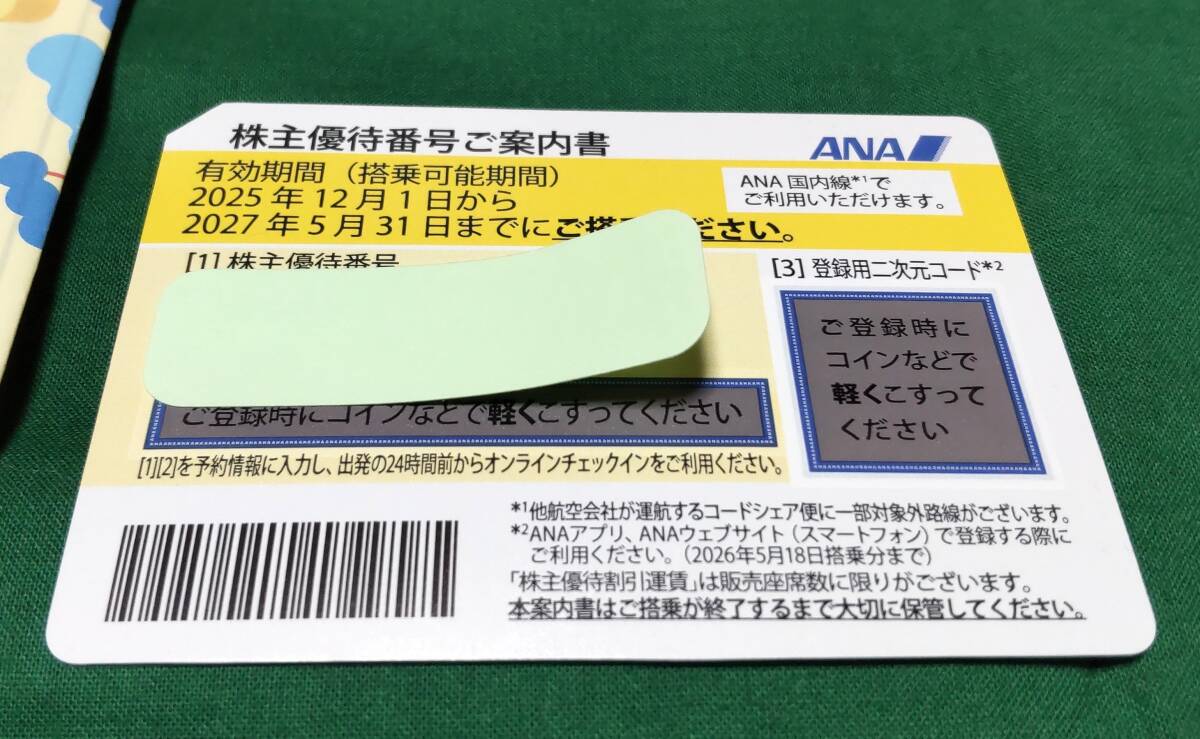 株主優待番号ご案内書
ANA
有効期間（搭乗可能期間）
2025年12月1日から
2027年5月31日までにご搭ださい。
ANA国内線*1で
ご利用いただけます。
[1]株主優待番号
[3]登録用二次元コード*2
ご登録時に
コインなどで
軽くこすって
ください
ご登録時にコインなどで軽くこすってください
[1][2]を予約情報に入力し、出発の24時間前からオンラインチェックインをご利用ください。
*1他航空会社が運航するコードシェア便に一部対象外路線がございます。
*2ANAアプリ、ANAウェブサイト（スマートフォン）で登録する際に
ご利用ください。（2026年5月18日搭乗分まで）
「株主優待割引運賃」は販売座席数に限りがございます。
本案内書はご搭乗が終了するまで大切に保管してください。